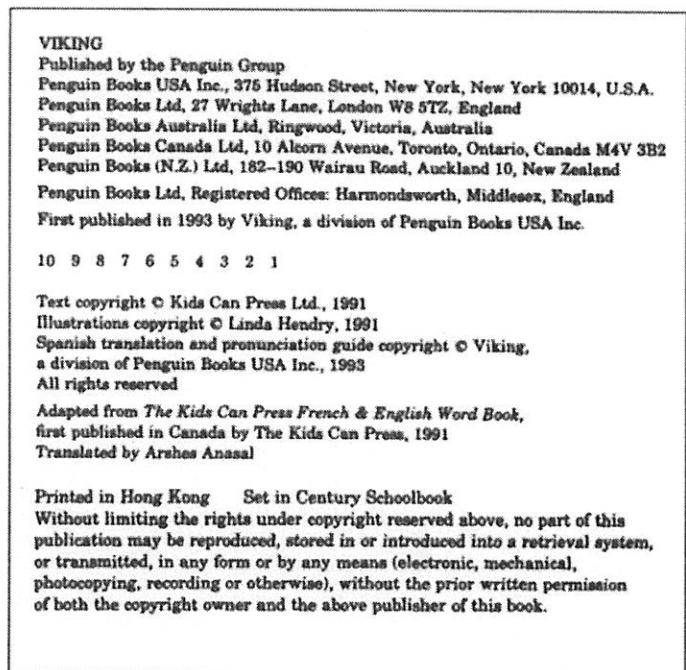 VIKING
Published by the Penguin Group
Penguin Books USA Inc., 375 Hudson Street, New York, New York 10014, U.S.A.
Penguin Books Ltd, 27 Wrights Lane, London W8 5TZ, England
Penguin Books Australia Ltd, Ringwood, Victoria, Australia
Penguin Books Canada Ltd, 10 Alcorn Avenue, Toronto, Ontario, Canada M4V 3B2
Penguin Books (N.Z.) Ltd, 182–190 Wairau Road, Auckland 10, New Zealand
Penguin Books Ltd, Registered Offices: Harmondsworth, Middlesex, England
First published in 1993 by Viking, a division of Penguin Books USA Inc.
10 9 8 7 6 5 4 3 2 1
Text copyright © Kids Can Press Ltd., 1991
Illustrations copyright © Linda Hendry, 1991
Spanish translation and pronunciation guide copyright © Viking,
a division of Penguin Books USA Inc., 1993
All rights reserved
Adapted from The Kids Can Press French & English Word Book,
first published in Canada by The Kids Can Press, 1991
Translated by Arshes Anasal
Printed in Hong Kong Set in Century Schoolbook
Without limiting the rights under copyright reserved above, no part of this
publication may be reproduced, stored in or introduced into a retrieval system,
or transmitted, in any form or by any means (electronic, mechanical,
photocopying, recording or otherwise), without the prior written permission
of both the copyright owner and the above publisher of this book.